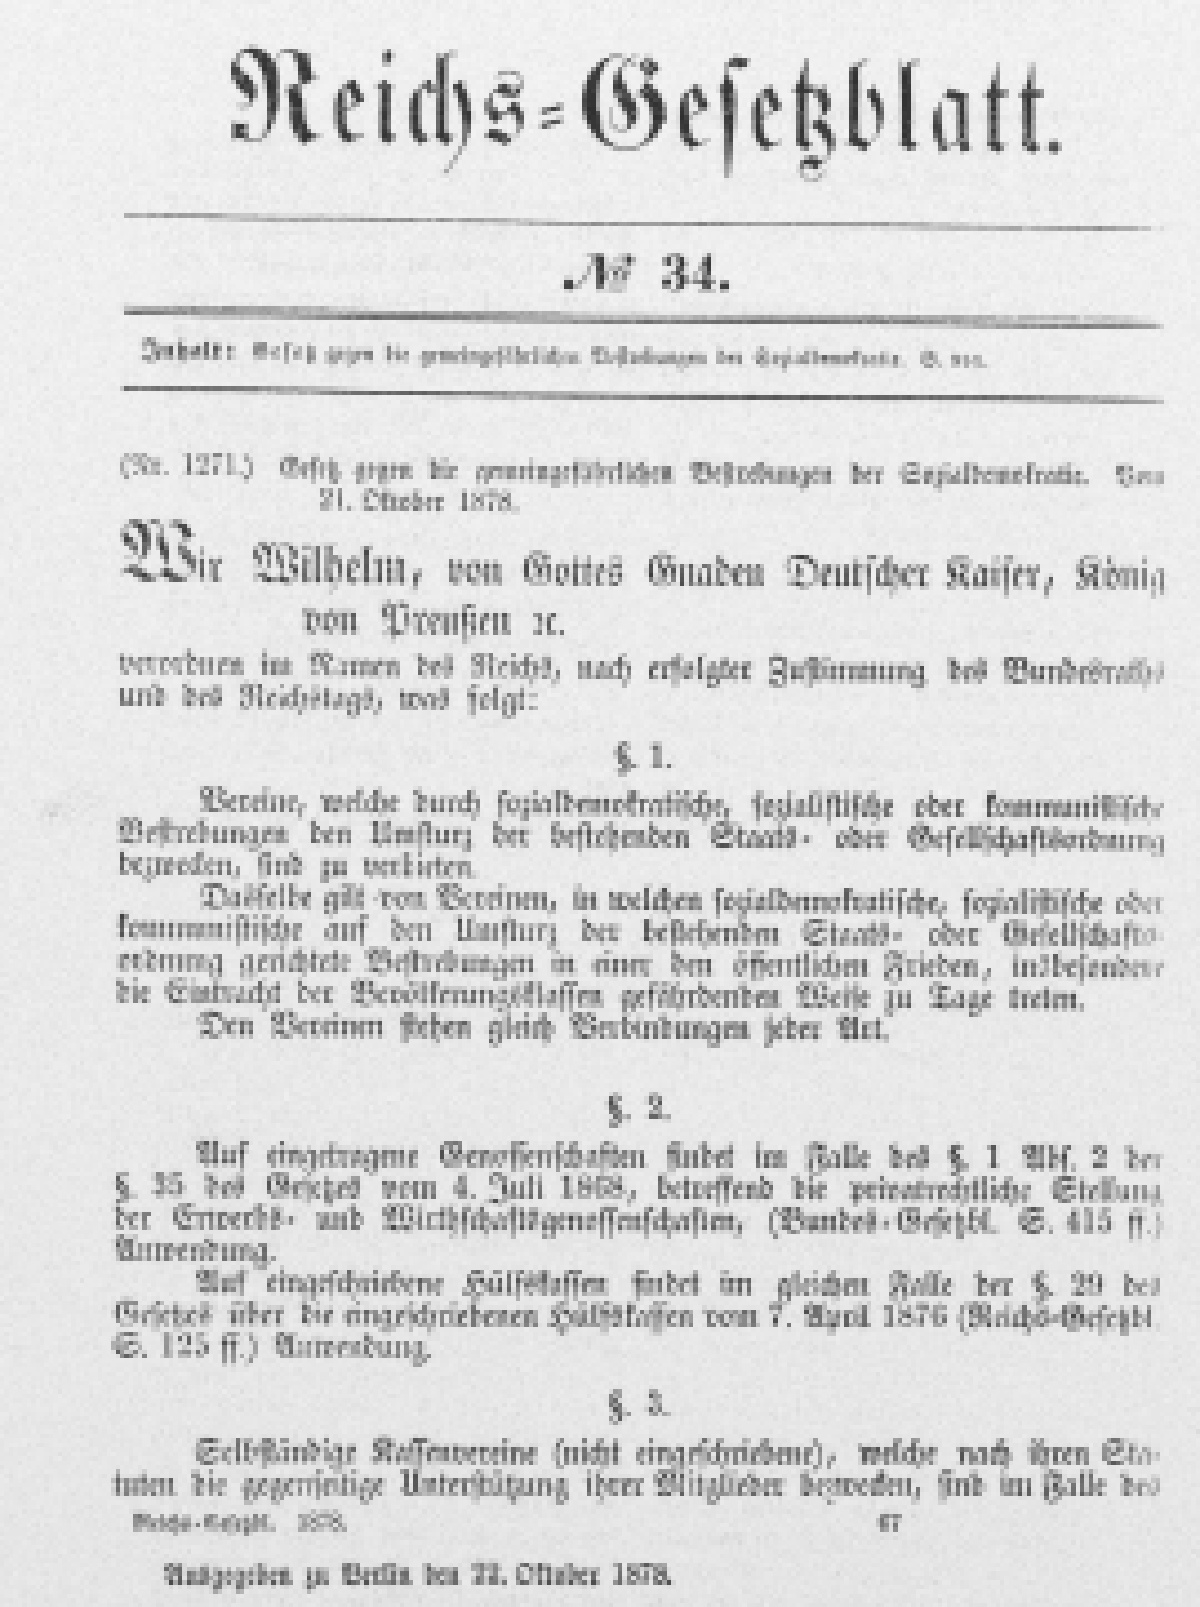 Reichs-Gesetzblatt.
№ 34.
Inhalt: Gesetz gegen die gemeingefährlichen Bestrebungen der Sozialdemokratie. S.
(Nr. 1271.) Gesetz gegen die gemeingefährlichen Bestrebungen der Sozialdemokratie. Vom
21. Oktober 1878.
Wir Wilhelm, von Gottes Gnaden Deutscher Kaiser, König
von Preußen ꝛc.
verordnen im Namen des Reichs, nach erfolgter Zustimmung des Bundesraths
und des Reichstags, was folgt:
§. 1.
Vereine, welche durch sozialdemokratische, sozialistische oder kommunistische
Bestrebungen den Umsturz der bestehenden Staats- oder Gesellschaftsordnung
bezwecken, sind zu verbieten.
Dasselbe gilt von Vereinen, in welchen sozialdemokratische, sozialistische oder
kommunistische auf den Umsturz der bestehenden Staats- oder Gesellschafts-
ordnung gerichtete Bestrebungen in einer den öffentlichen Frieden, insbesondere
die Eintracht der Bevölkerungsklassen gefährdenden Weise zu Tage treten.
Den Vereinen stehen gleich Verbindungen jeder Art.
§. 2.
Auf eingetragene Genossenschaften findet im Falle des §. 1 Abs. 2 der
§. 35 des Gesetzes vom 4. Juli 1868, betreffend die privatrechtliche Stellung
der Erwerbs- und Wirthschaftsgenossenschaften, (Bundes-Gesetzbl. S. 415 ff.)
Anwendung.
Auf eingeschriebene Hülfskassen findet im gleichen Falle der §. 29 des
Gesetzes über die eingeschriebenen Hülfskassen vom 7. April 1876 (Reichs-Gesetzbl.
S. 125 ff.) Anwendung.
§. 3.
Selbständige Kassenvereine (nicht eingeschriebene), welche nach ihren Sta-
tuten die gegenseitige Unterstützung ihrer Mitglieder bezwecken, sind im Falle des
Reichs-Gesetzbl. 1878. 67
Ausgegeben zu Berlin den 22. Oktober 1878.